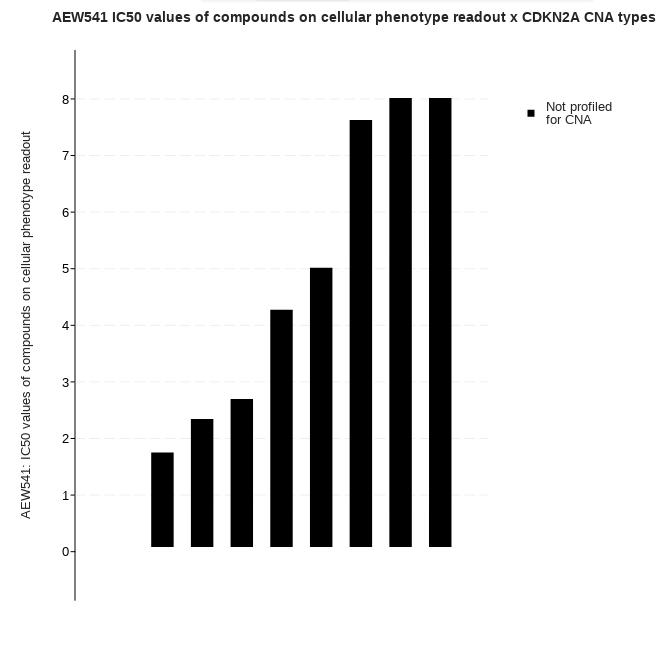 AEW541 IC50 values of compounds on cellular phenotype readout x CDKN2A CNA types
AEW541: IC50 values of compounds on cellular phenotype readout
8
7
6
5
4
3
2
1
0
Not profiled
for CNA